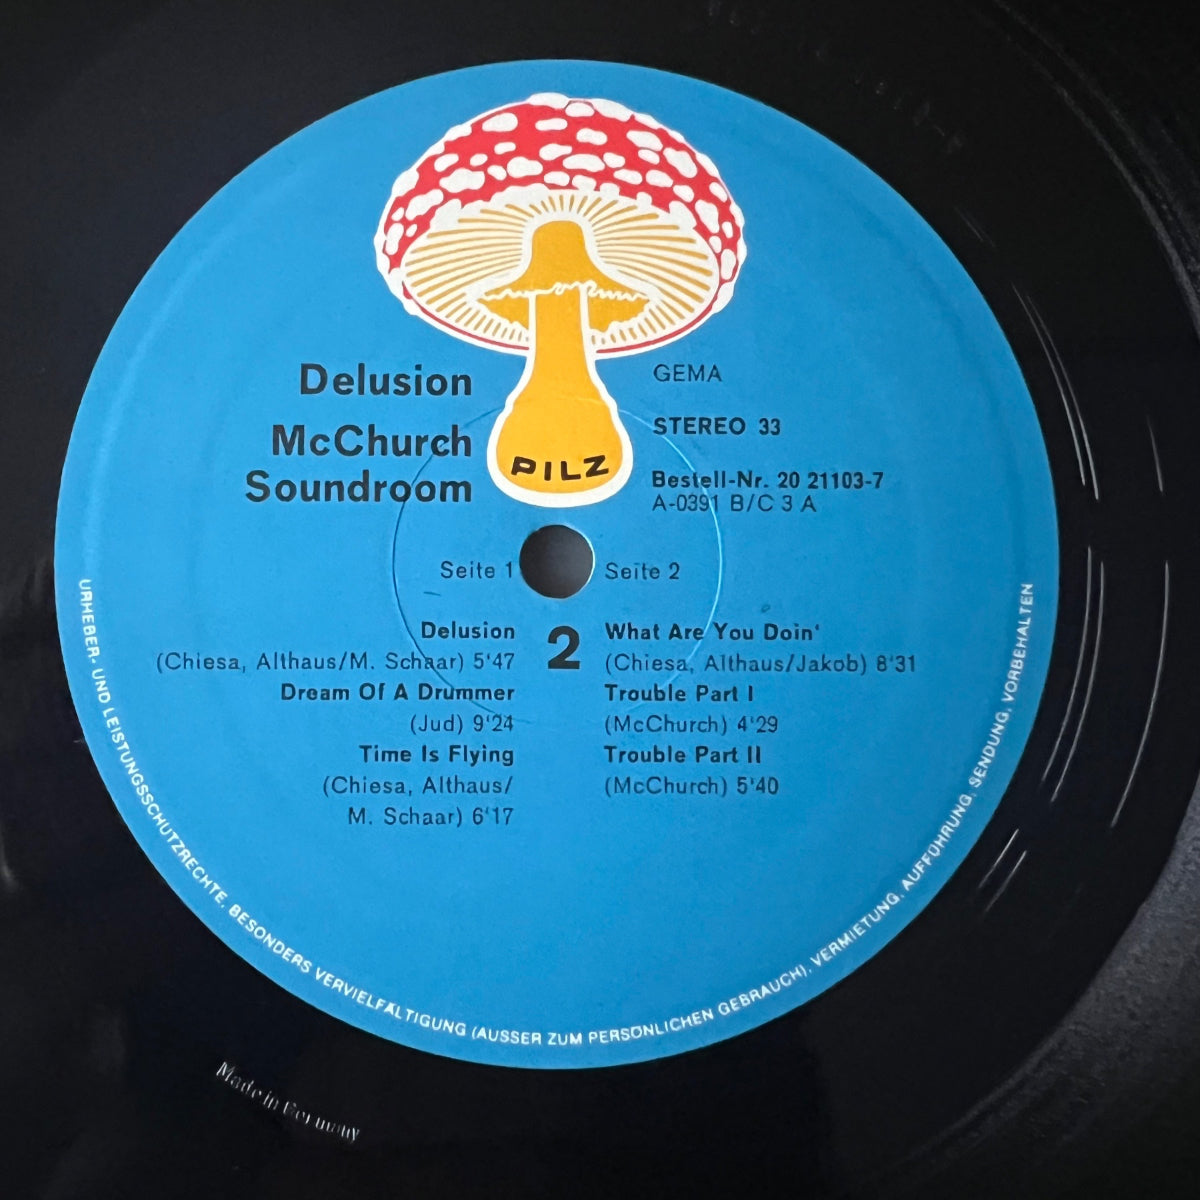 Delusion
McChurch
Soundroom
PILZ
GEMA
STEREO 33
Bestell-Nr. 20 21103-7
A-0391 B/C 3 A
Seite 1
Delusion
(Chiesa, Althaus/M. Schaar) 5'47
Dream Of A Drummer
(Jud) 9'24
Time Is Flying
(Chiesa, Althaus/
M. Schaar) 6'17
2
Seite 2
What Are You Doin'
(Chiesa, Althaus/Jakob) 8'31
Trouble Part I
(McChurch) 4'29
Trouble Part II
(McChurch) 5'40
URHEBER- UND LEISTUNGSSCHUTZRECHTE, BESONDERS VERVIELFÄLTIGUNG (AUSSER ZUM PERSÖNLICHEN GEBRAUCH), VERMIETUNG, AUFFÜHRUNG, SENDUNG, VORBEHALTEN
Made in Germany